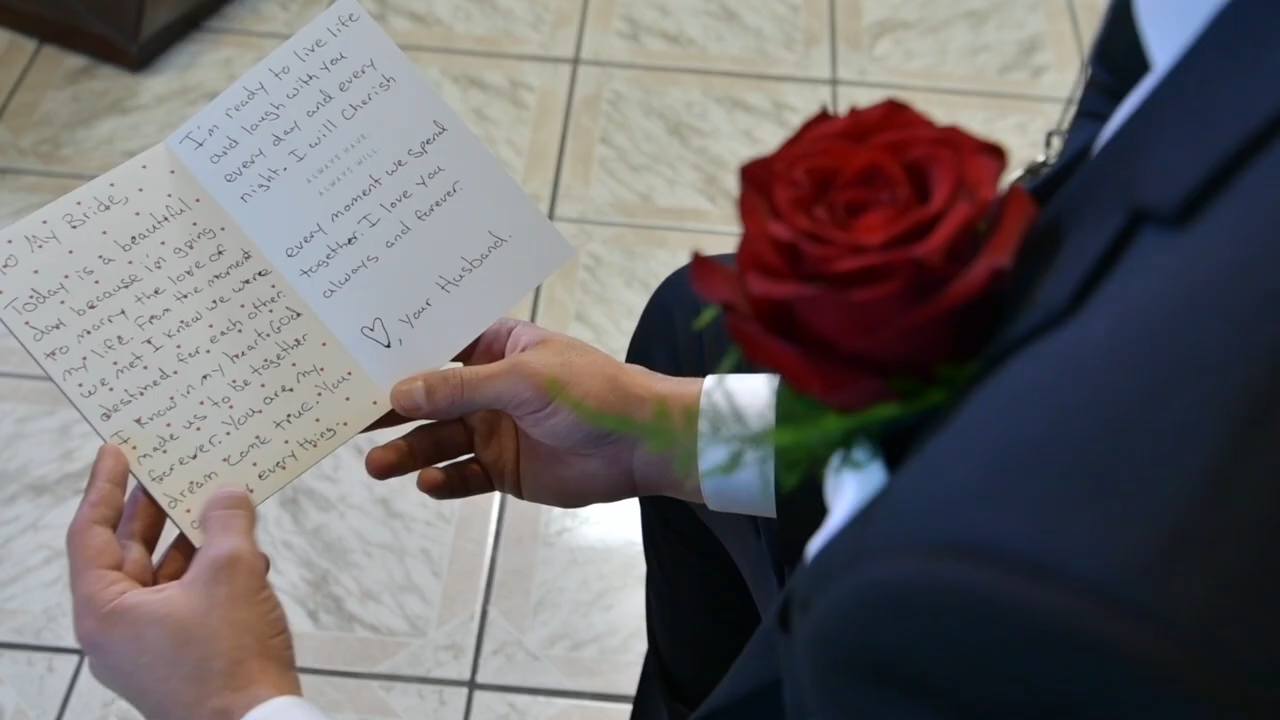 To My Bride,
Today is a beautiful
day because i'm going
to marry the love of
my life. From the moment
we met I knew we were
destined for each other.
I know in my heart God
made us to be together
forever. You are my
dream come true. You
everything.
I'm ready to live life
and laugh with you
every day and every
night. I will cherish
ALWAYS HAVE.
ALWAYS WILL.
every moment we spend
together. I love you
always and forever.
♡, Your Husband.